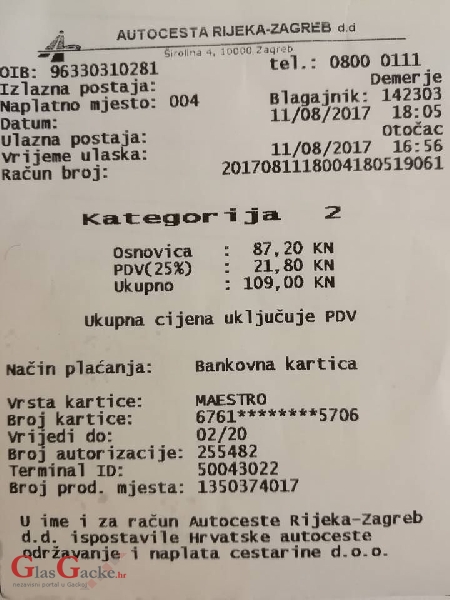 AUTOCESTA RIJEKA-ZAGREB d.d
Širolina 4, 10000 Zagreb
OIB: 96330310281 tel.: 0800 0111
Izlazna postaja: Demerje
Naplatno mjesto: 004 Blagajnik: 142303
Datum: 11/08/2017 18:05
Ulazna postaja: Otočac
Vrijeme ulaska: 11/08/2017 16:56
Račun broj: 2017081118004180519061
Kategorija 2
Osnovica : 87,20 KN
PDV(25%) : 21,80 KN
Ukupno : 109,00 KN
Ukupna cijena uključuje PDV
Način plaćanja: Bankovna kartica
Vrsta kartice: MAESTRO
Broj kartice: 6761********5706
Vrijedi do: 02/20
Broj autorizacije: 255482
Terminal ID: 50043022
Broj prod. mjesta: 1350374017
U ime i za račun Autoceste Rijeka-Zagreb
d.d. ispostavile Hrvatske autoceste
održavanje i naplata cestarine d.o.o.
GlasGacke.hr